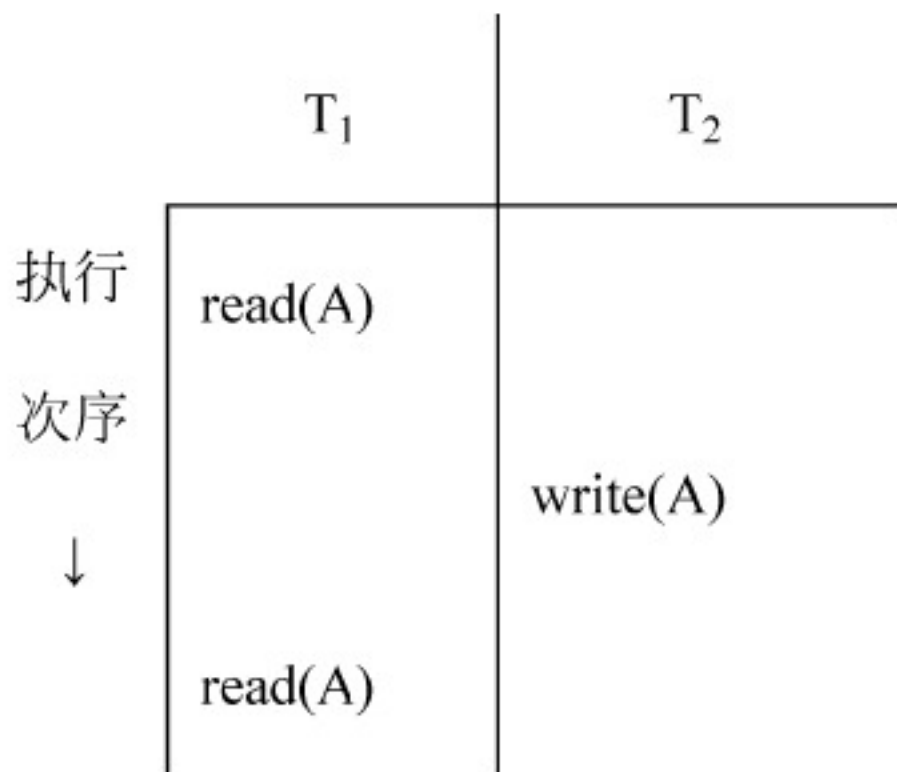 T₁ T₂
执行
read(A)
次序
write(A)
↓
read(A)